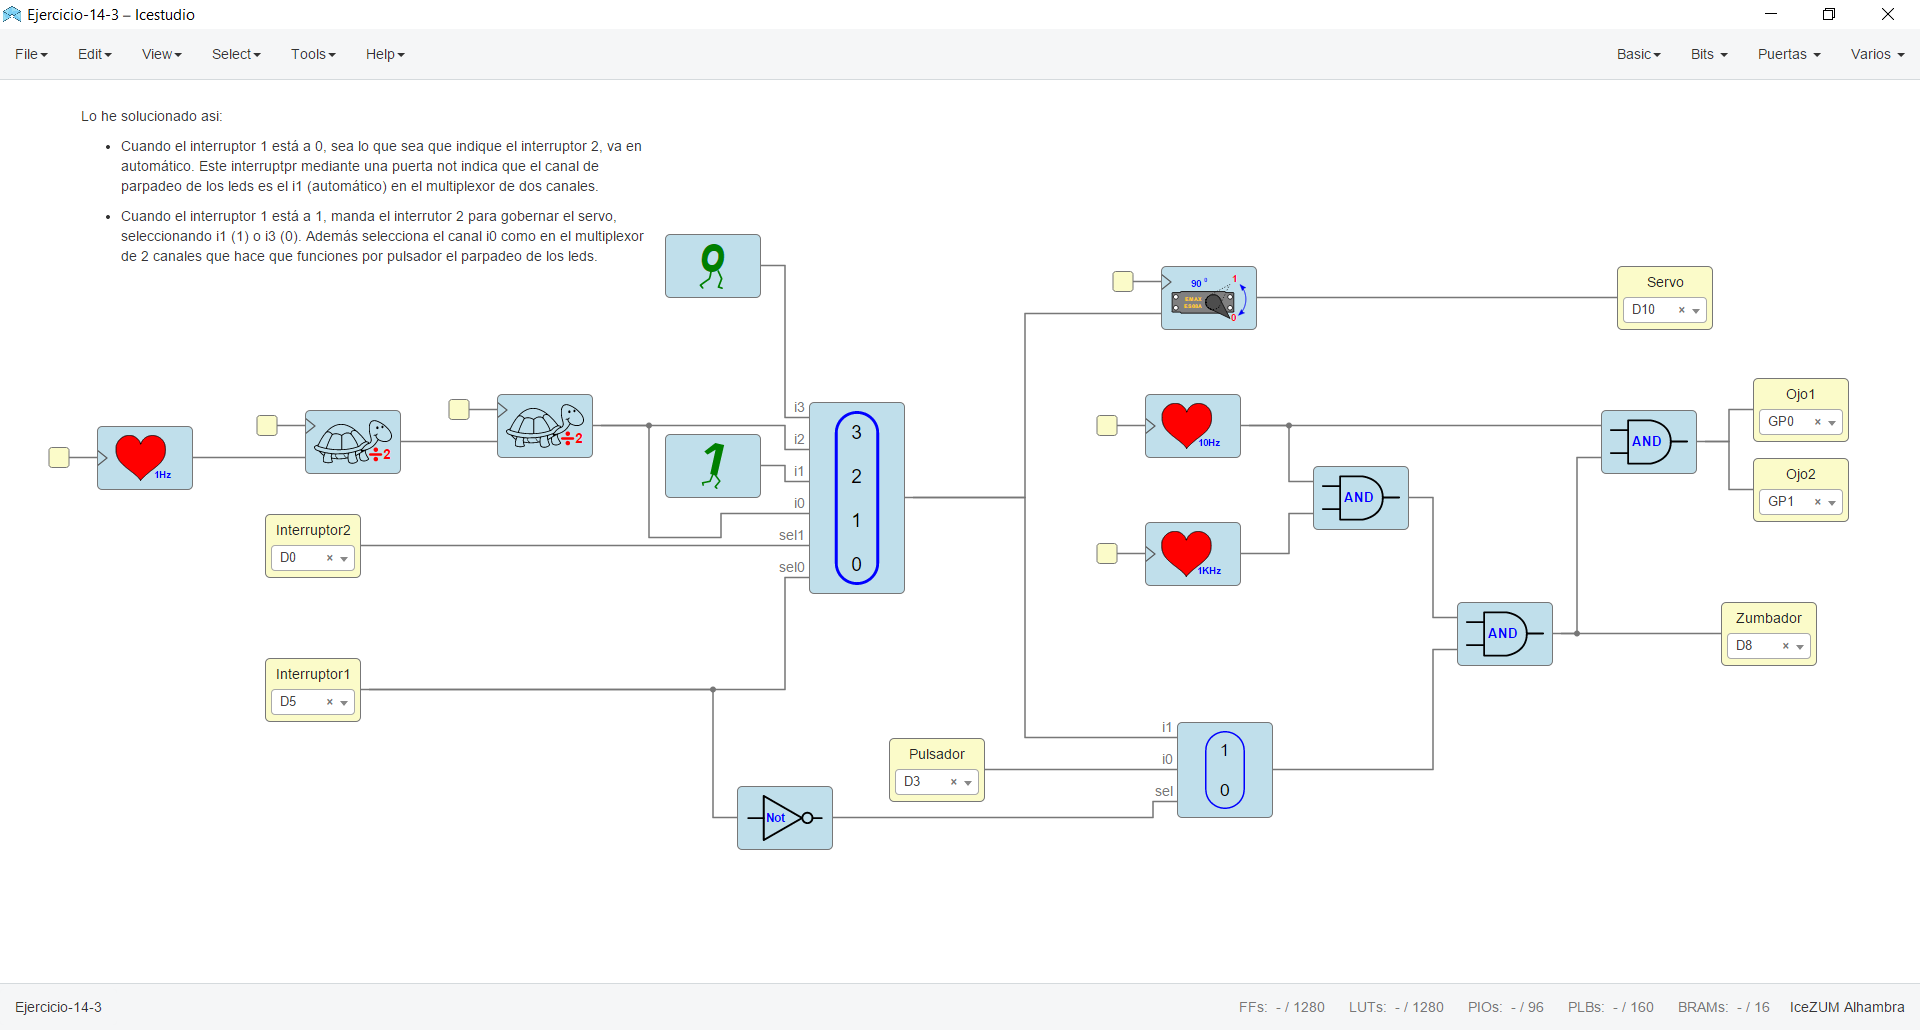 Ejercicio-14-3 – Icestudio
File Edit View Select Tools Help Basic Bits Puertas Varios
Lo he solucionado asi:
• Cuando el interruptor 1 está a 0, sea lo que sea que indique el interruptor 2, va en
automático. Este interruptpr mediante una puerta not indica que el canal de
parpadeo de los leds es el i1 (automático) en el multiplexor de dos canales.
• Cuando el interruptor 1 está a 1, manda el interrutor 2 para gobernar el servo,
seleccionando i1 (1) o i3 (0). Además selecciona el canal i0 como en el multiplexor
de 2 canales que hace que funciones por pulsador el parpadeo de los leds.
0
90 º
1
EMAX
ES08A
0
Servo
D10 ×
1Hz
÷2
÷2
1
i3
i2
i1
i0
sel1
sel0
3
2
1
0
10Hz
1KHz
AND
AND
Ojo1
GP0 ×
Ojo2
GP1 ×
Interruptor2
D0 ×
Interruptor1
D5 ×
AND
Zumbador
D8 ×
Pulsador
D3 ×
i1
i0
sel
1
0
Not
Ejercicio-14-3 FFs: - / 1280 LUTs: - / 1280 PIOs: - / 96 PLBs: - / 160 BRAMs: - / 16 IceZUM Alhambra